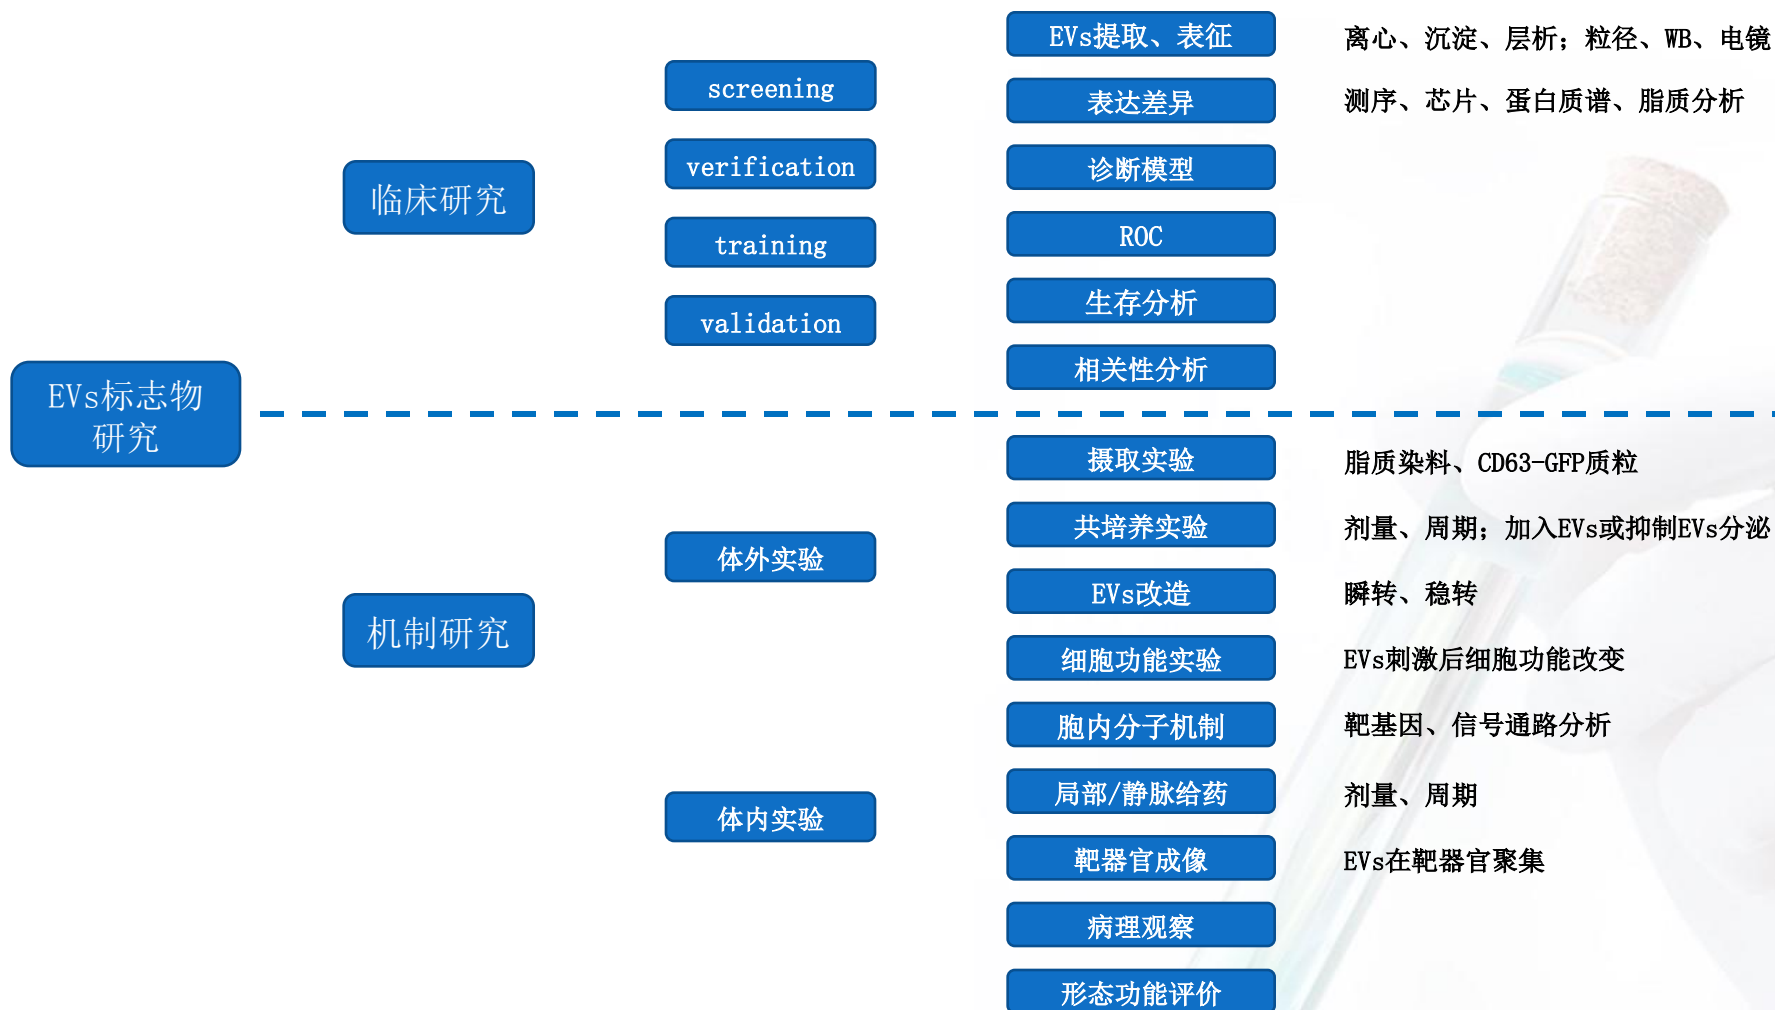 EVs标志物
研究
临床研究
screening
verification
training
validation
EVs提取、表征
离心、沉淀、层析；粒径、WB、电镜
表达差异
测序、芯片、蛋白质谱、脂质分析
诊断模型
ROC
生存分析
相关性分析
机制研究
体外实验
摄取实验
脂质染料、CD63-GFP质粒
共培养实验
剂量、周期；加入EVs或抑制EVs分泌
EVs改造
瞬转、稳转
细胞功能实验
EVs刺激后细胞功能改变
胞内分子机制
靶基因、信号通路分析
体内实验
局部/静脉给药
剂量、周期
靶器官成像
EVs在靶器官聚集
病理观察
形态功能评价